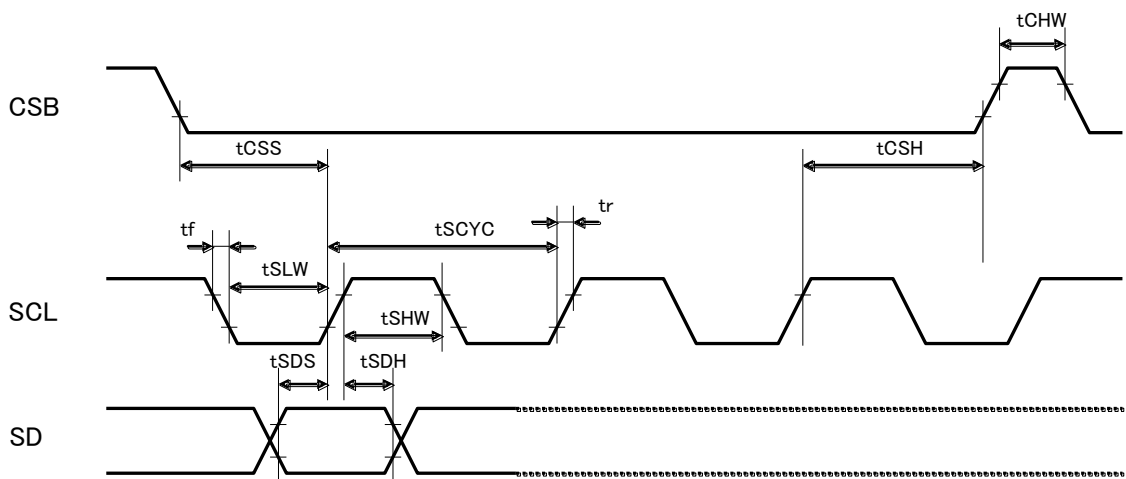 tCHW
CSB
tCSS
tCSH
tf
tSCYC
tr
tSLW
SCL
tSHW
tSDS
tSDH
SD